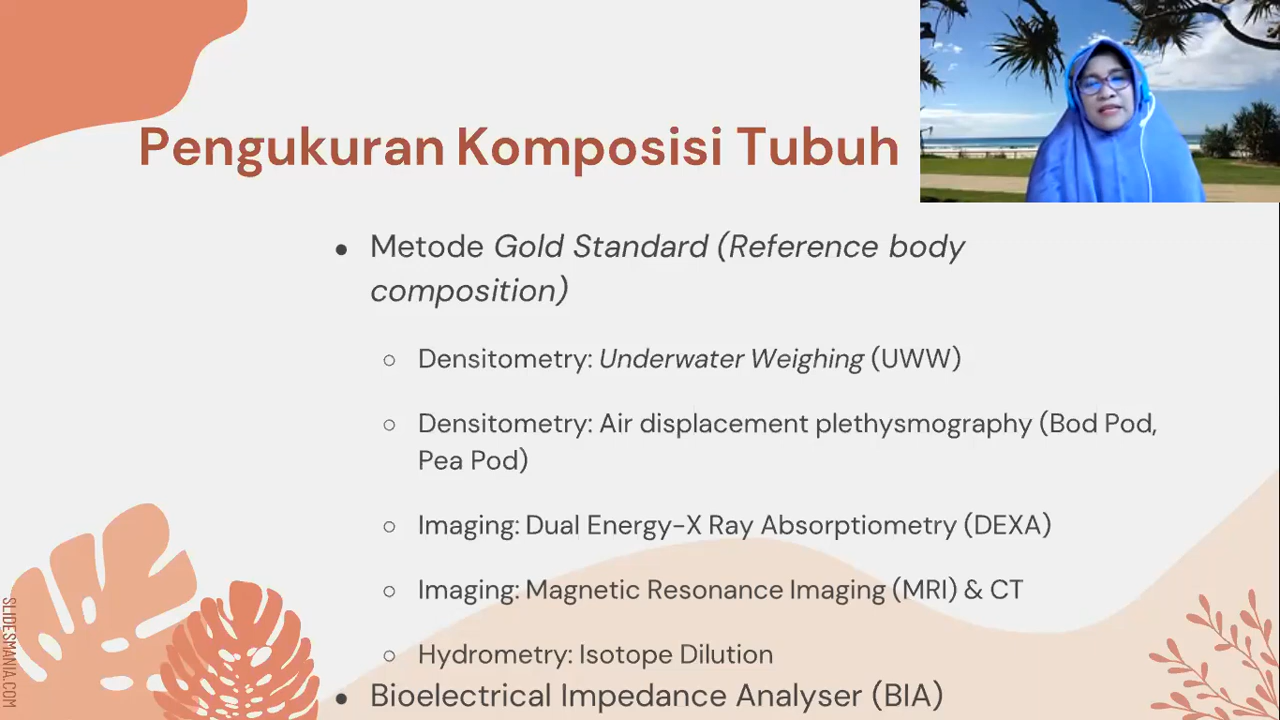 Pengukuran Komposisi Tubuh
• Metode Gold Standard (Reference body
composition)
○ Densitometry: Underwater Weighing (UWW)
○ Densitometry: Air displacement plethysmography (Bod Pod,
Pea Pod)
○ Imaging: Dual Energy-X Ray Absorptiometry (DEXA)
○ Imaging: Magnetic Resonance Imaging (MRI) & CT
○ Hydrometry: Isotope Dilution
• Bioelectrical Impedance Analyser (BIA)
SLIDESMANIA.COM